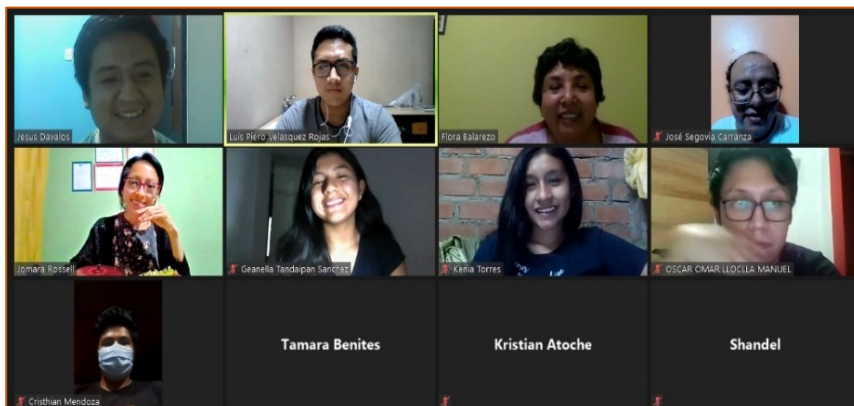 Jesus Davalos
Luis Piero Velasquez Rojas
Flora Balarezo
José Segovia Carranza
Jomara Rossell
Geanella Tandaipan Sanchez
Kenia Torres
OSCAR OMAR LLOCLLA MANUEL
Cristhian Mendoza
Tamara Benites
Kristian Atoche
Shandel